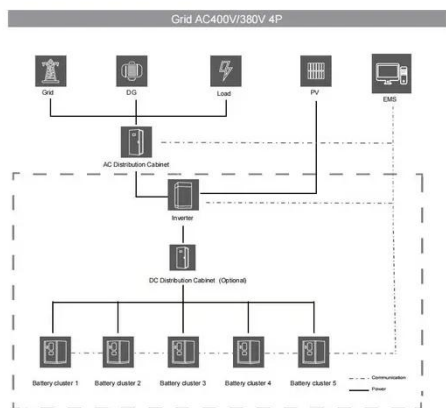 Grid AC400V/380V 4P
Grid
DG
Load
PV
EMS
AC Distribution Cabinet
Inverter
DC Distribution Cabinet (Optional)
Battery cluster 1
Battery cluster 2
Battery cluster 3
Battery cluster 4
Battery cluster 5
Communication
Power